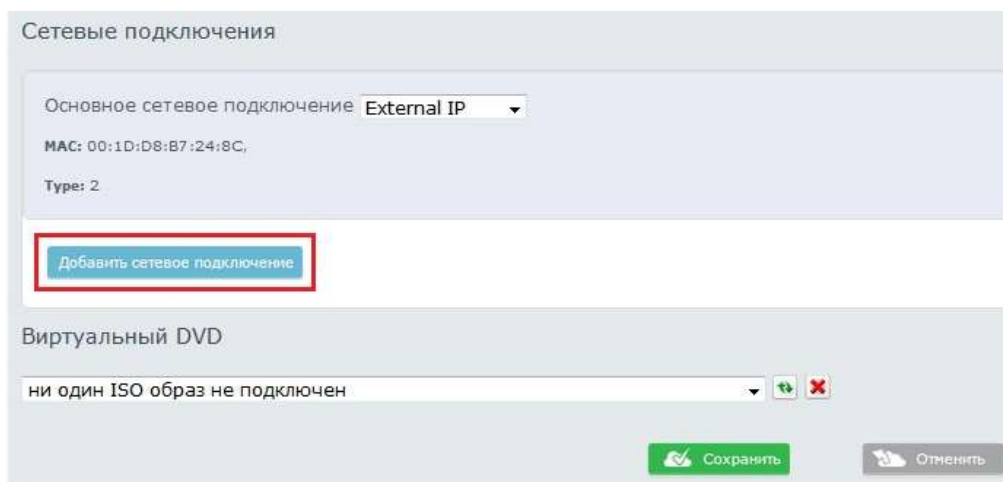 Сетевые подключения
Основное сетевое подключение External IP
MAC: 00:1D:D8:B7:24:8C,
Type: 2
Добавить сетевое подключение
Виртуальный DVD
ни один ISO образ не подключен
Сохранить Отменить